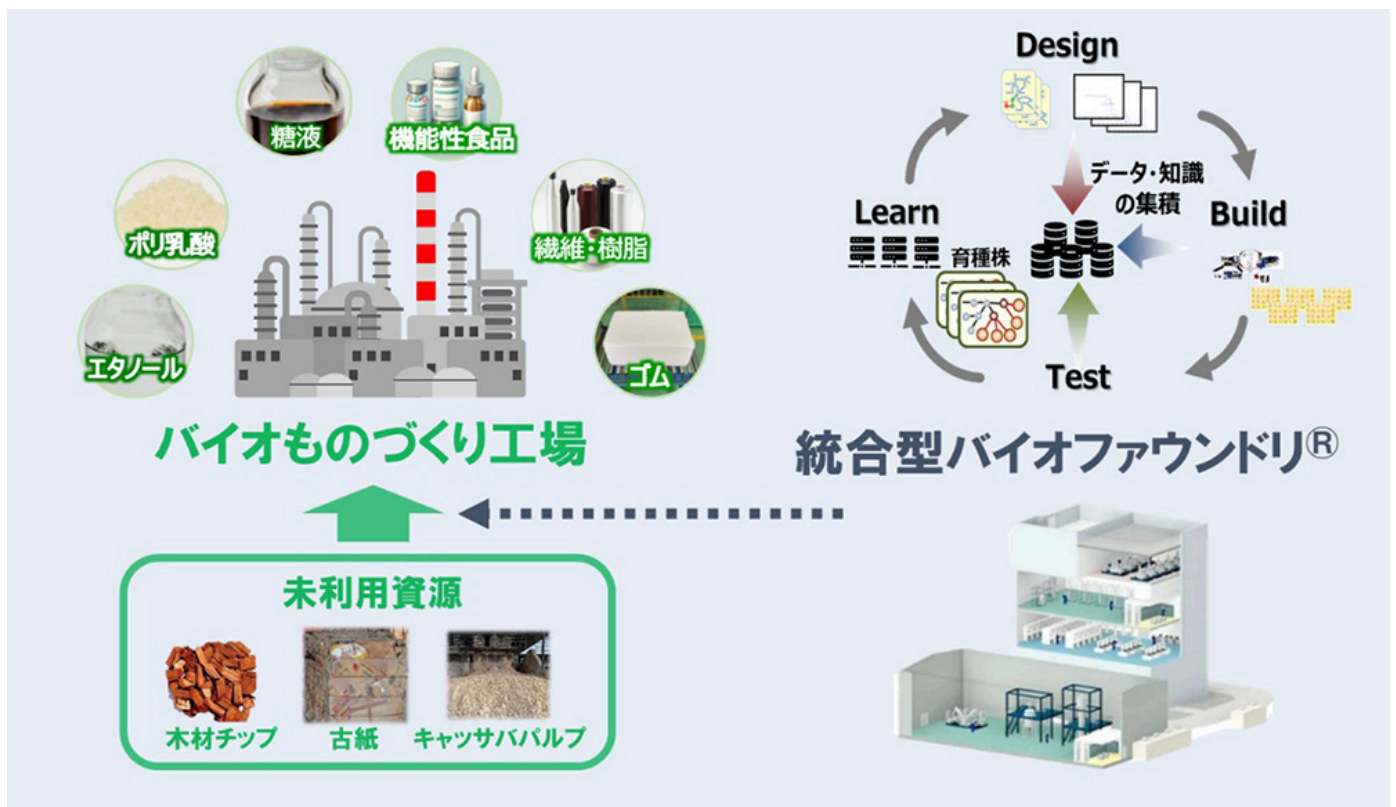 糖液
機能性食品
ポリ乳酸
繊維・樹脂
エタノール
ゴム
バイオものづくり工場
未利用資源
木材チップ
古紙
キャッサバパルプ
Design
データ・知識
の集積
Learn
Build
育種株
Test
統合型バイオファウンドリ®